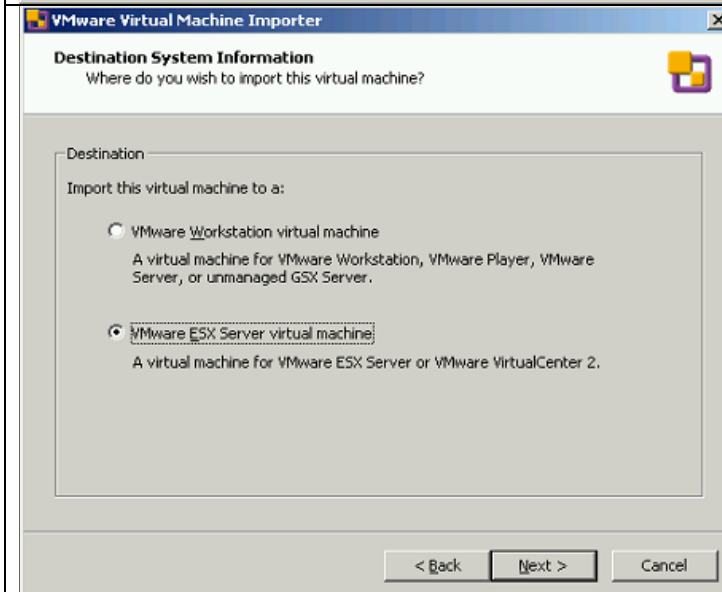 VMware Virtual Machine Importer
Destination System Information
Where do you wish to import this virtual machine?
Destination
Import this virtual machine to a:
VMware Workstation virtual machine
A virtual machine for VMware Workstation, VMware Player, VMware
Server, or unmanaged GSX Server.
VMware ESX Server virtual machine
A virtual machine for VMware ESX Server or VMware VirtualCenter 2.
< Back
Next >
Cancel